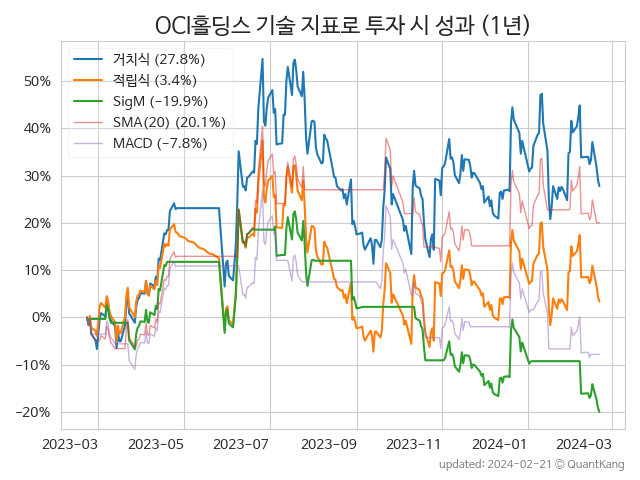 OCI홀딩스 기술 지표로 투자 시 성과 (1년)
거치식 (27.8%)
적립식 (3.4%)
SigM (−19.9%)
SMA(20) (20.1%)
MACD (−7.8%)
50%
40%
30%
20%
10%
0%
−10%
−20%
2023-03 2023-05 2023-07 2023-09 2023-11 2024-01 2024-03
updated: 2024-02-21 © QuantKang